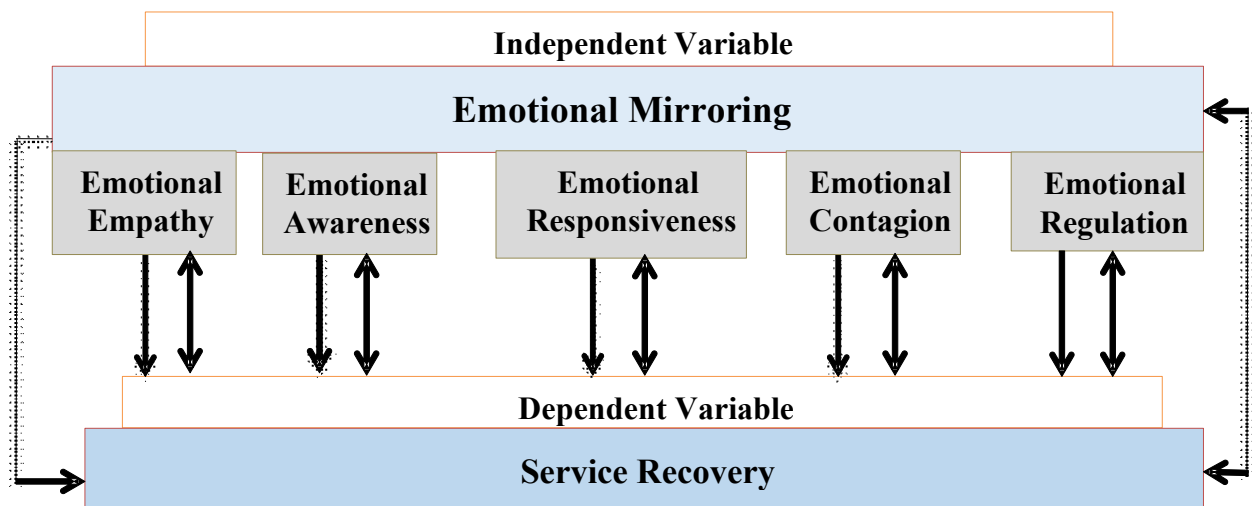 Independent Variable
Emotional Mirroring
Emotional
Empathy
Emotional
Awareness
Emotional
Responsiveness
Emotional
Contagion
Emotional
Regulation
Dependent Variable
Service Recovery